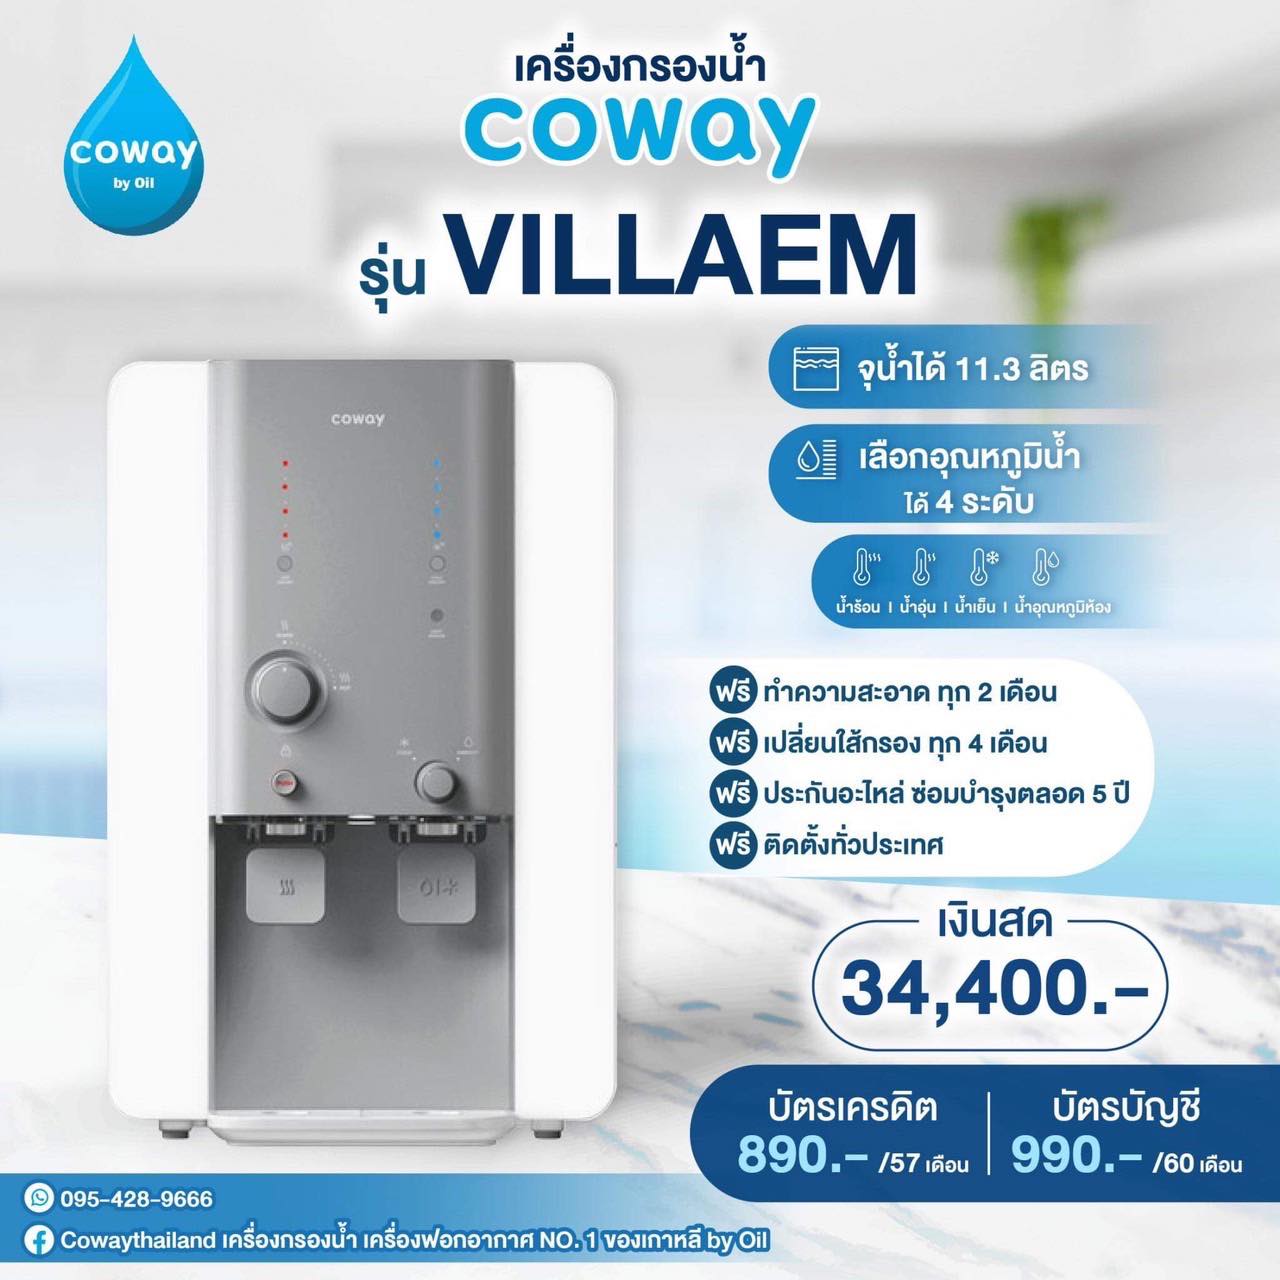 coway
by Oil
เครื่องกรองน้ำ
coway
รุ่น VILLAEM
จุน้ำได้ 11.3 ลิตร
เลือกอุณหภูมิน้ำ
ได้ 4 ระดับ
น้ำร้อน | น้ำอุ่น | น้ำเย็น | น้ำอุณหภูมิห้อง
coway
ฟรี ทำความสะอาด ทุก 2 เดือน
ฟรี เปลี่ยนใส้กรอง ทุก 4 เดือน
ฟรี ประกันอะไหล่ ซ่อมบำรุงตลอด 5 ปี
ฟรี ติดตั้งทั่วประเทศ
เงินสด
34,400.-
บัตรเครดิต
890.- /57 เดือน
บัตรบัญชี
990.- /60 เดือน
095-428-9666
Cowaythailand เครื่องกรองน้ำ เครื่องฟอกอากาศ NO. 1 ของเกาหลี by Oil